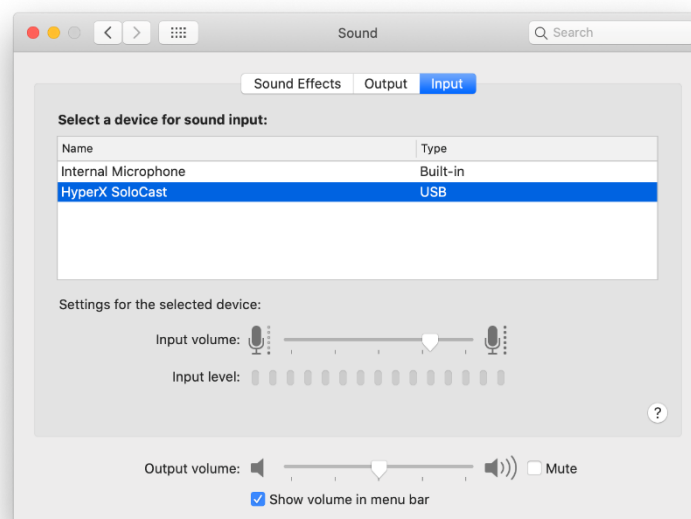 Sound
Search
Sound Effects Output Input
Select a device for sound input:
Name Type
Internal Microphone Built-in
HyperX SoloCast USB
Settings for the selected device:
Input volume:
Input level:
?
Output volume: Mute
Show volume in menu bar